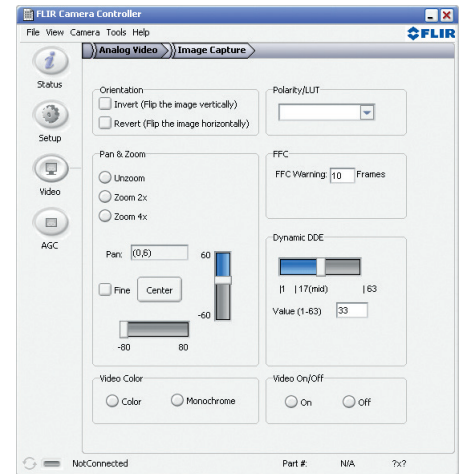 FLIR Camera Controller
File View Camera Tools Help
FLIR
Analog Video
Image Capture
Status
Setup
Video
AGC
Orientation
Invert (Flip the image vertically)
Revert (Flip the image horizontally)
Polarity/LUT
Pan & Zoom
Unzoom
Zoom 2x
Zoom 4x
Pan: (0,6)
60
Fine
Center
-60
-80 80
FFC
FFC Warning: 10 Frames
Dynamic DDE
|1 |17(mid) |63
Value (1-63) 33
Video Color
Color Monochrome
Video On/Off
On Off
NotConnected Part #: N/A ?x?